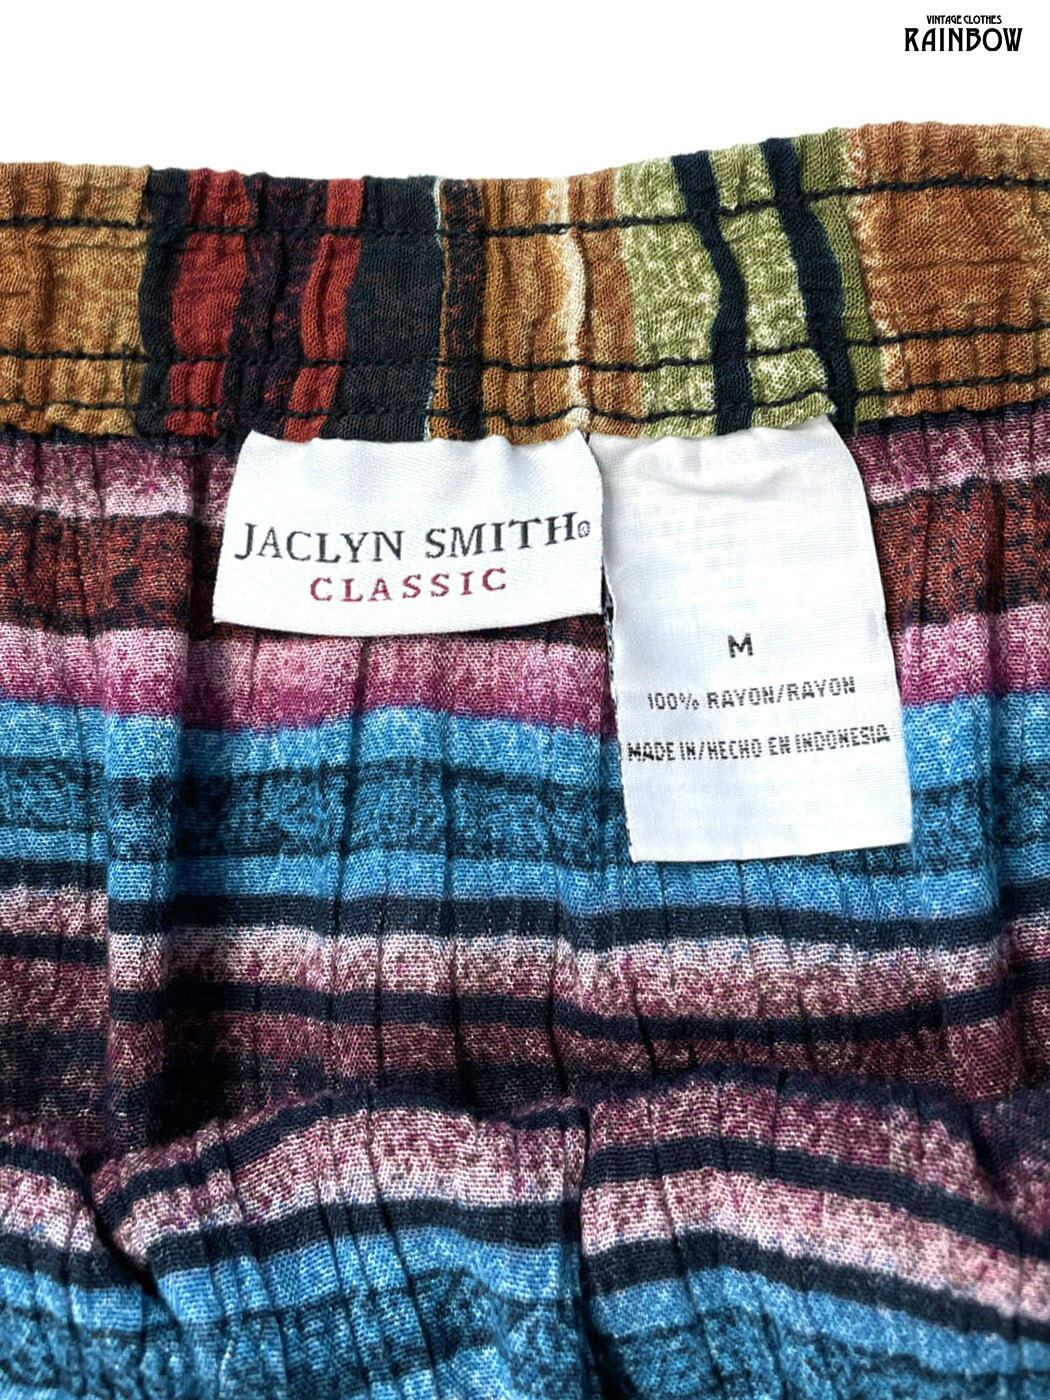 VINTAGE CLOTHES
RAINBOW
JACLYN SMITH®
CLASSIC
M
100% RAYON/RAYON
MADE IN/HECHO EN INDONESIA